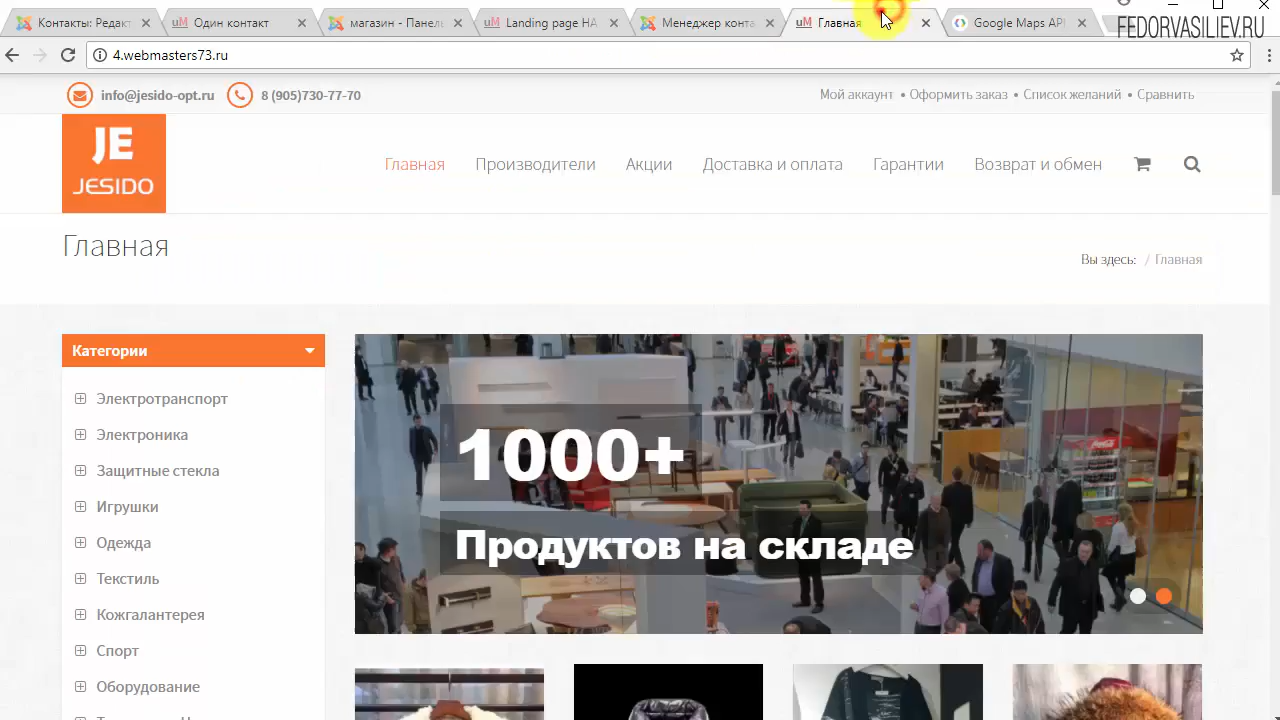 Контакты: Редакт
Один контакт
магазин - Панель
Landing page HA
Менеджер конта
Главная
Google Maps API
FEDORVASILIEV.RU
4.webmasters73.ru
info@jesido-opt.ru
8 (905)730-77-70
Мой аккаунт • Оформить заказ • Список желаний • Сравнить
JE
JESIDO
Главная
Производители
Акции
Доставка и оплата
Гарантии
Возврат и обмен
Главная
Вы здесь: / Главная
Категории
Электротранспорт
Электроника
Защитные стекла
Игрушки
Одежда
Текстиль
Кожгалантерея
Спорт
Оборудование
1000+
Продуктов на складе